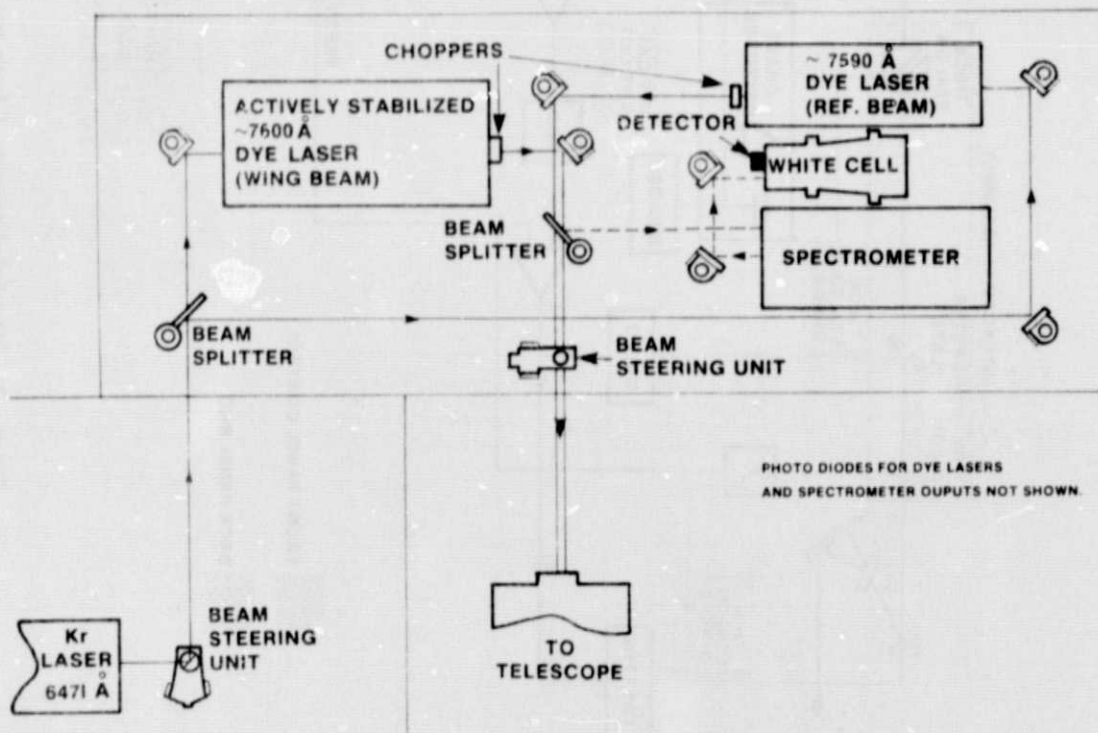 CHOPPERS
~ 7590 Å
DYE LASER
(REF. BEAM)
ACTIVELY STABILIZED
~7600 Å
DYE LASER
(WING BEAM)
DETECTOR
WHITE CELL
BEAM
SPLITTER
SPECTROMETER
BEAM
SPLITTER
BEAM
STEERING UNIT
PHOTO DIODES FOR DYE LASERS
AND SPECTROMETER OUPUTS NOT SHOWN.
BEAM
STEERING
UNIT
Kr
LASER
6471 Å
TO
TELESCOPE